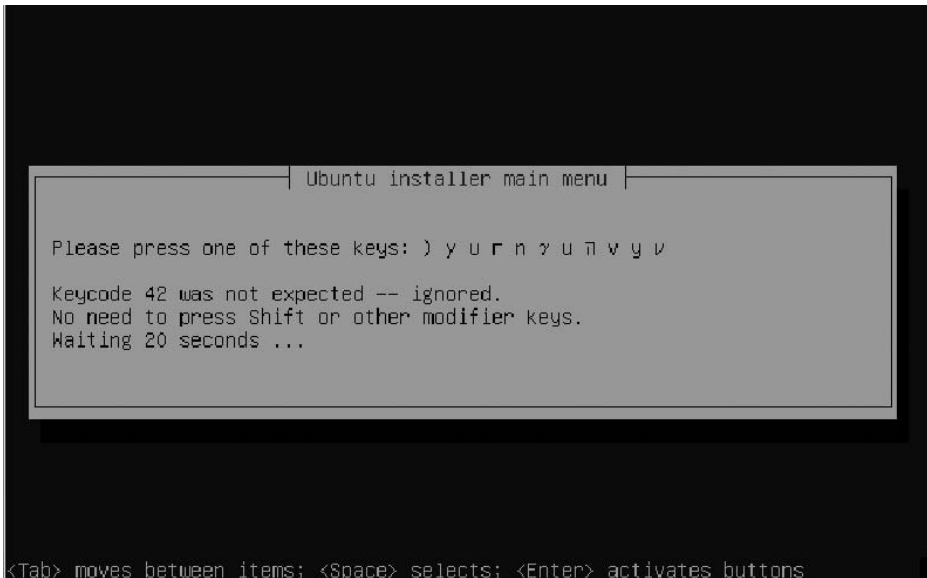 Ubuntu installer main menu
Please press one of these keys: ) y u г n γ u π v y ν
Keycode 42 was not expected -- ignored.
No need to press Shift or other modifier keys.
Waiting 20 seconds ...
<Tab> moves between items; <Space> selects; <Enter> activates buttons